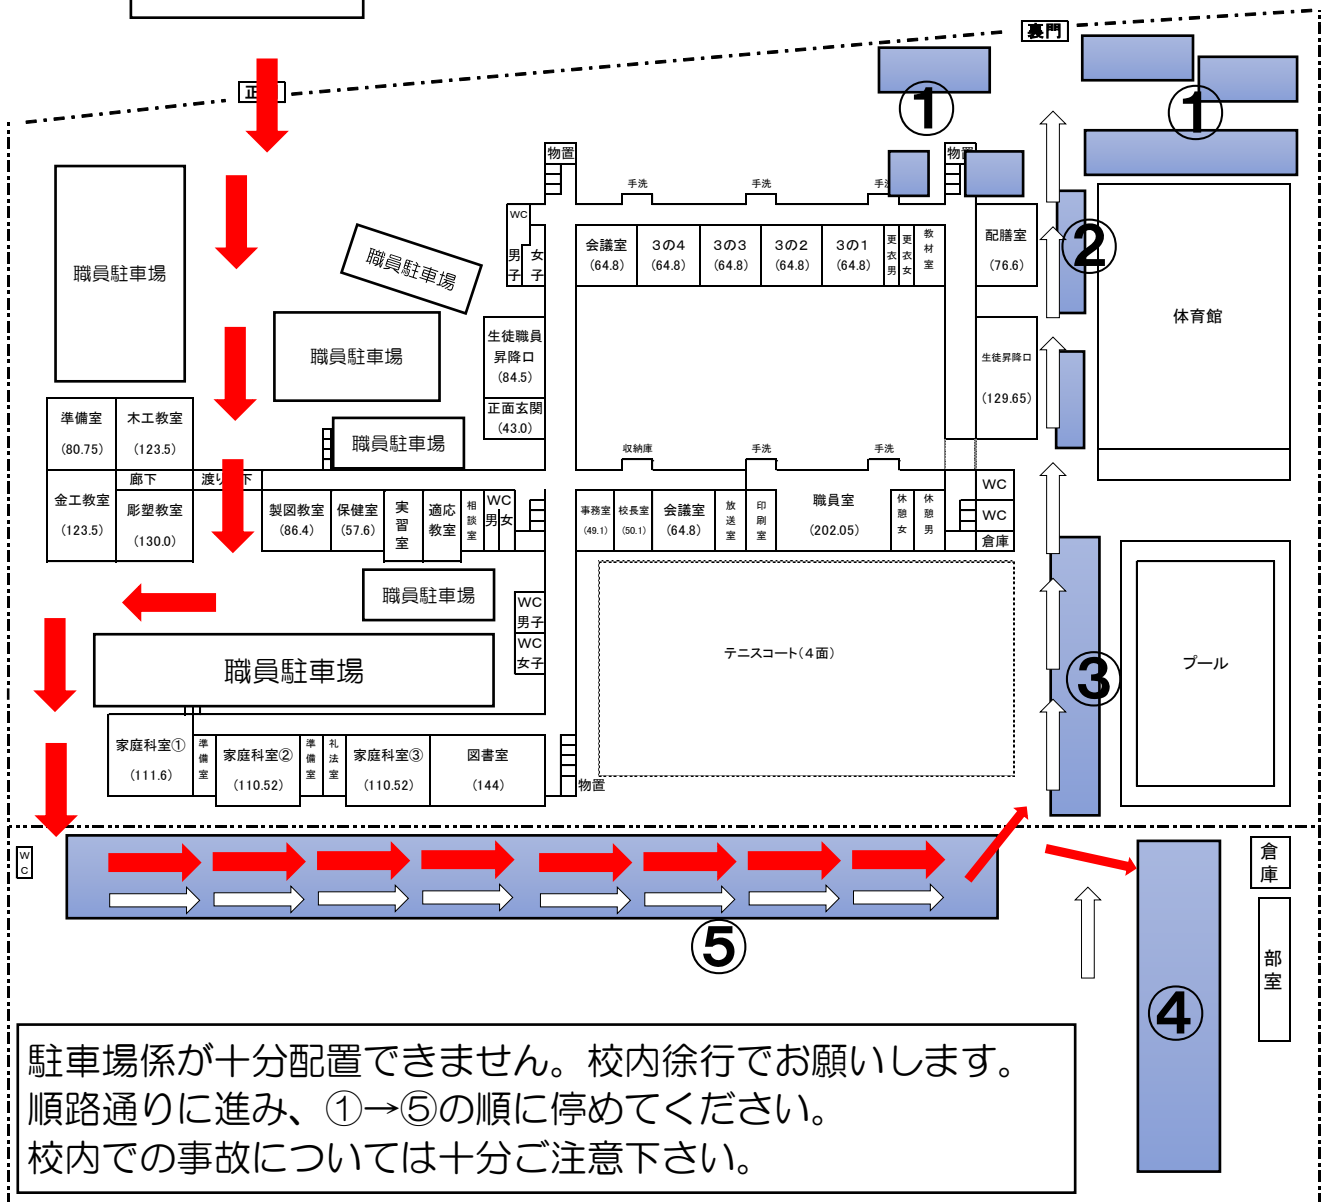 裏門
正
①
①
物置
物置
手洗
手洗
手洗
職員駐車場
職員駐車場
WC
男子
女子
会議室
(64.8)
3の4
(64.8)
3の3
(64.8)
3の2
(64.8)
3の1
(64.8)
更衣男
更衣女
教材室
配膳室
(76.6)
②
体育館
職員駐車場
生徒職員
昇降口
(84.5)
生徒昇降口
(129.65)
正面玄関
(43.0)
職員駐車場
準備室
(80.75)
木工教室
(123.5)
収納庫
手洗
手洗
廊下
渡り
下
金工教室
(123.5)
彫塑教室
(130.0)
製図教室
(86.4)
保健室
(57.6)
実習室
適応
教室
相談室
WC
男
女
事務室
(49.1)
校長室
(50.1)
会議室
(64.8)
放送室
印刷室
職員室
(202.05)
休憩女
休憩男
WC
WC
倉庫
職員駐車場
WC
男子
WC
女子
テニスコート(4面)
③
プール
職員駐車場
家庭科室①
(111.6)
準備室
家庭科室②
(110.52)
準備室
礼法室
家庭科室③
(110.52)
図書室
(144)
物置
WC
倉庫
⑤
部室
④
駐車場係が十分配置できません。校内徐行でお願いします。
順路通りに進み、①→⑤の順に停めてください。
校内での事故については十分ご注意下さい。